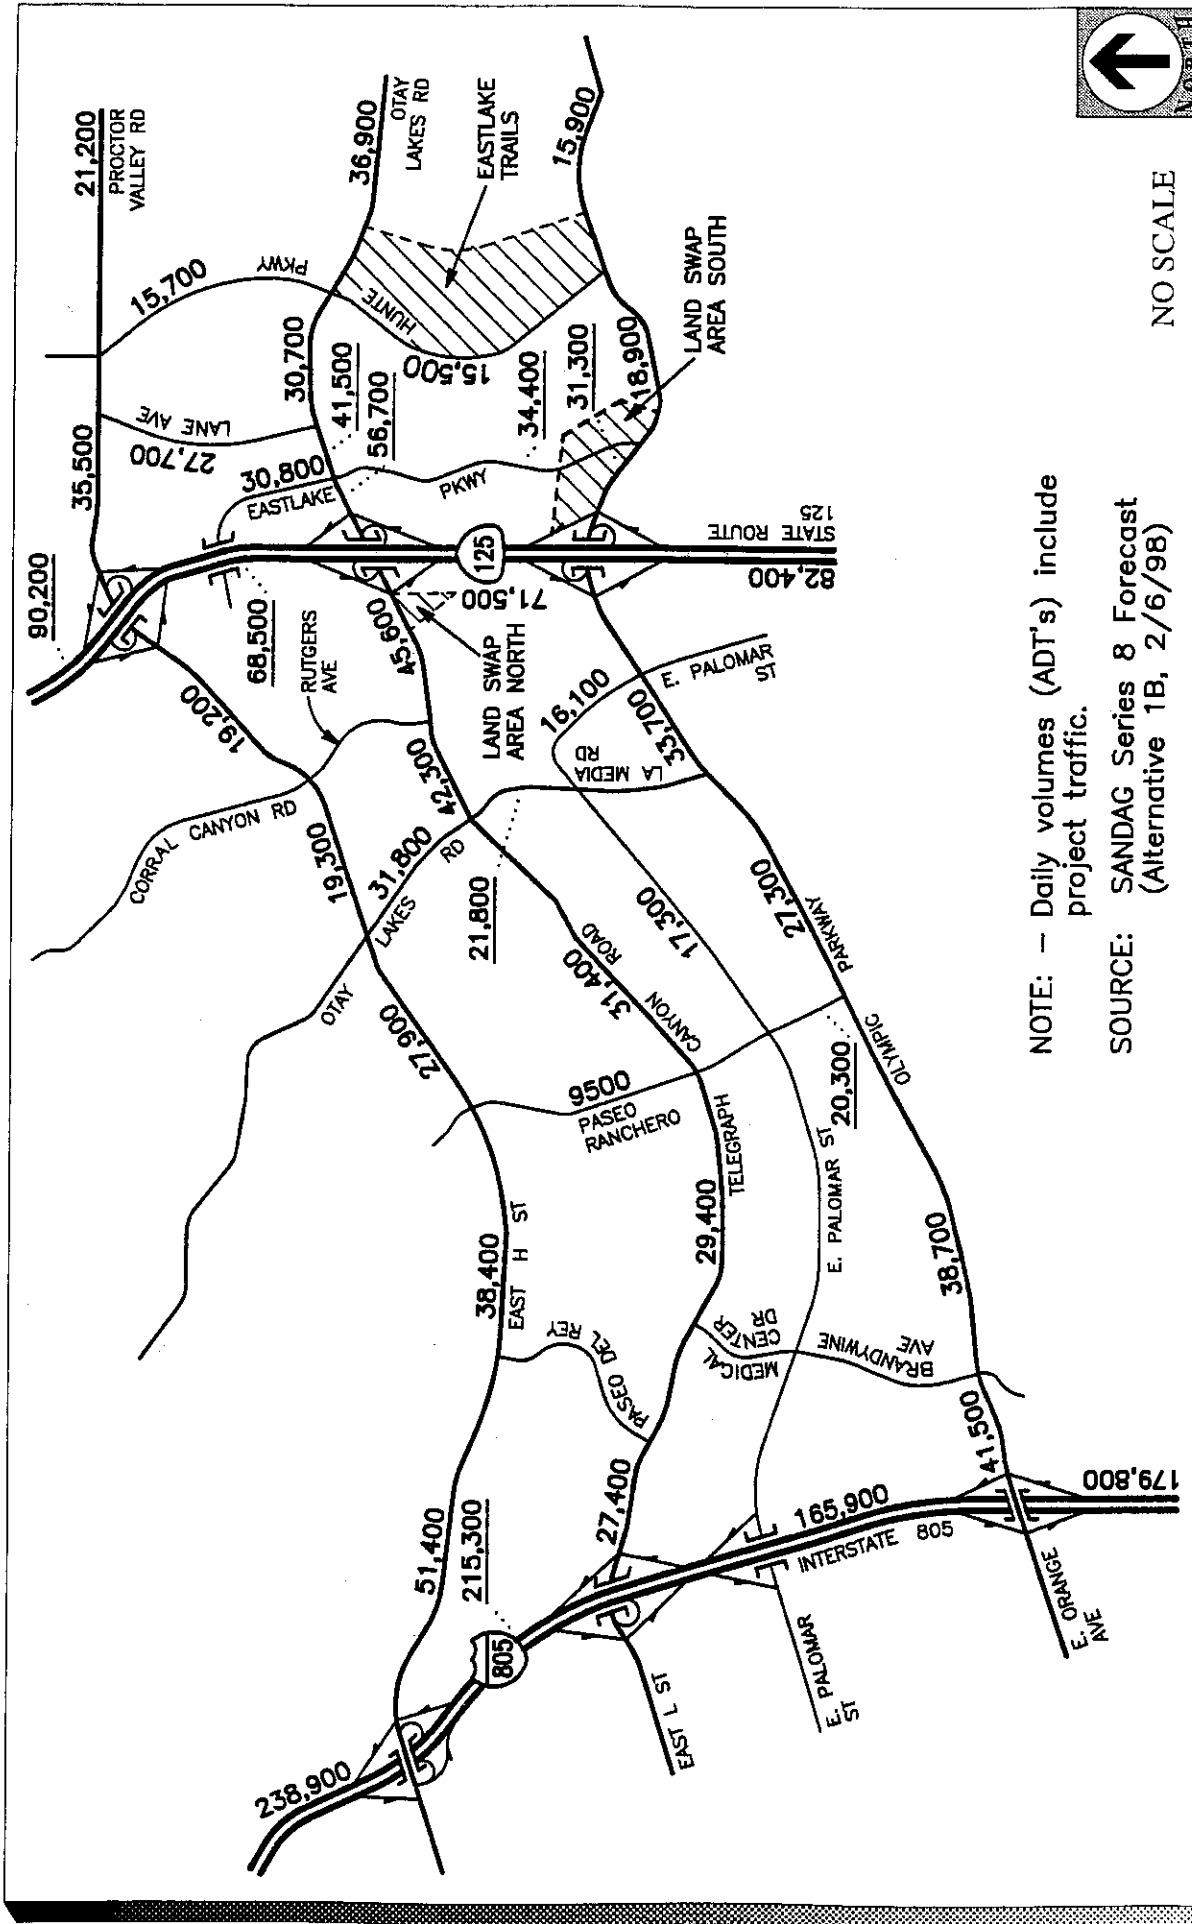 21,200
PROCTOR
VALLEY RD
36,900
OTAY
LAKES RD
EASTLAKE
TRAILS
15,900
15,700
HUNTE
PKWY
15,500
30,700
41,500
56,700
34,400
31,300
18,900
LAND SWAP
AREA SOUTH
35,500
LANE AVE
27,700
30,800
EASTLAKE
PKWY
90,200
68,500
125
STATE ROUTE
125
82,400
71,500
45,600
LAND SWAP
AREA NORTH
RUTGERS
AVE
19,200
CORRAL CANYON RD
19,300
42,300
16,100
E. PALOMAR
ST
33,700
LA MEDIA
RD
31,800
OTAY
LAKES
RD
21,800
17,300
27,300
27,900
31,400
TELEGRAPH
CANYON
ROAD
9500
PASEO
RANCHERO
20,300
OLYMPIC
PARKWAY
38,400
EAST H ST
29,400
E. PALOMAR ST
38,700
PASEO DEL REY
MEDICAL
CENTER
DR
BRANDYWINE
AVE
51,400
215,300
27,400
41,500
165,900
INTERSTATE 805
179,800
805
238,900
EAST L ST
E. PALOMAR
ST
E. ORANGE
AVE
NOTE: - Daily volumes (ADT's) include
project traffic.
SOURCE: SANDAG Series 8 Forecast
(Alternative 1B, 2/6/98)
NO SCALE
NORTH